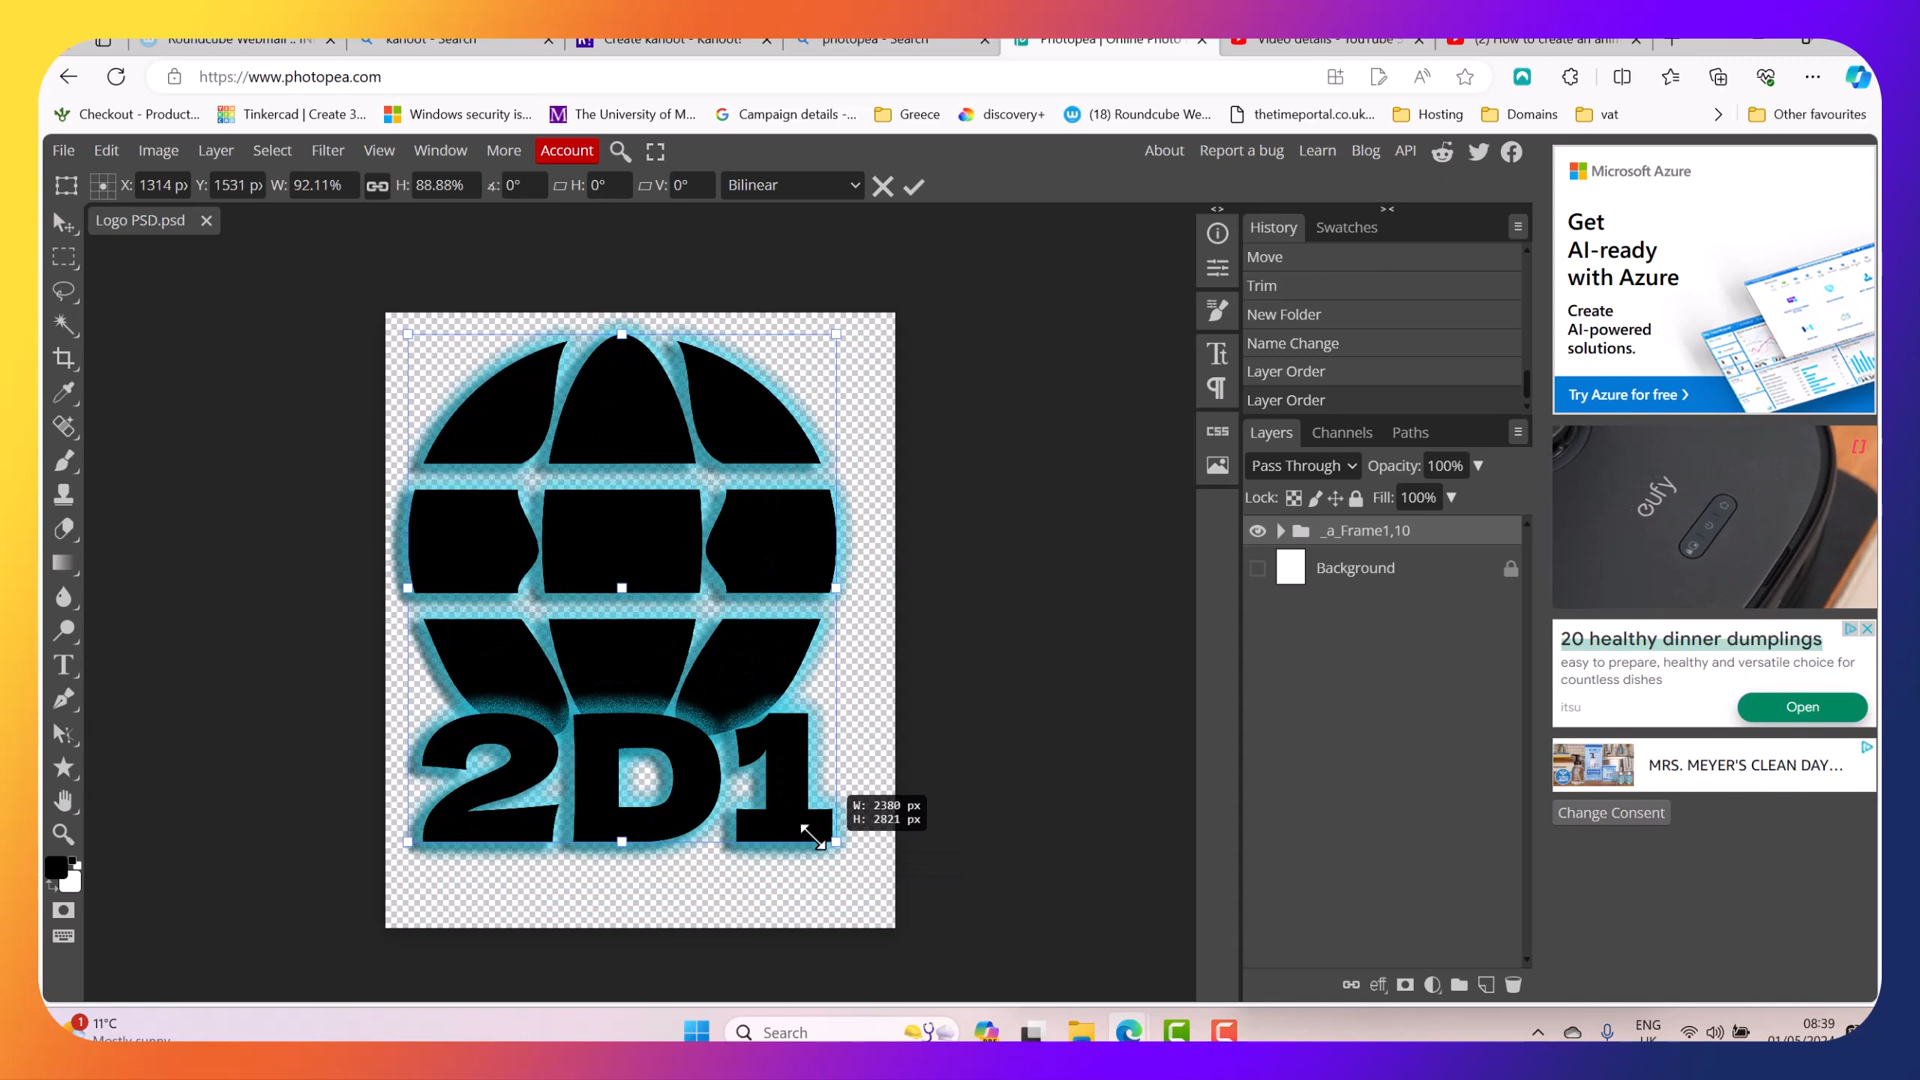 Roundcube Webmail :: IN
kahoot - Search
Create kahoot - Kahoot!
photopea - Search
Photopea | Online Photo
Video details - YouTube S
(2) How to create an anim
https://www.photopea.com
Checkout - Product...
Tinkercad | Create 3...
Windows security is...
The University of M...
Campaign details -...
Greece
discovery+
(18) Roundcube We...
thetimeportal.co.uk...
Hosting
Domains
vat
Other favourites
File Edit Image Layer Select Filter View Window More Account
About Report a bug Learn Blog API
X: 1314 px Y: 1531 px W: 92.11% H: 88.88% 0° H: 0° V: 0° Bilinear
Logo PSD.psd
2D1
W: 2380 px
H: 2821 px
History Swatches
Move
Trim
New Folder
Name Change
Layer Order
Layer Order
CSS
Layers Channels Paths
Pass Through Opacity: 100%
Lock: Fill: 100%
_a_Frame1,10
Background
eff
Microsoft Azure
Get
AI-ready
with Azure
Create
AI-powered
solutions.
Try Azure for free
eufy
20 healthy dinner dumplings
easy to prepare, healthy and versatile choice for
countless dishes
itsu
Open
MRS. MEYER'S CLEAN DAY...
Change Consent
1
11°C
Mostly sunny
Search
ENG
UK
08:39
01/05/2024